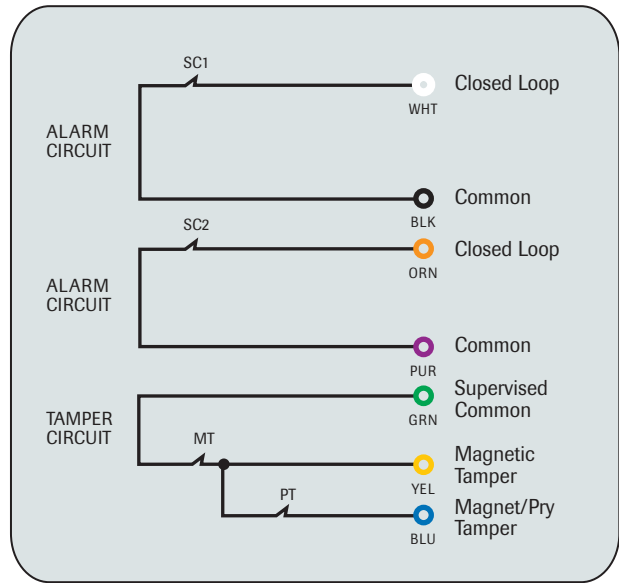 SC1
Closed Loop
WHT
ALARM
CIRCUIT
Common
BLK
SC2
Closed Loop
ORN
ALARM
CIRCUIT
Common
PUR
Supervised
Common
GRN
TAMPER
CIRCUIT
MT
Magnetic
Tamper
YEL
PT
Magnet/Pry
Tamper
BLU